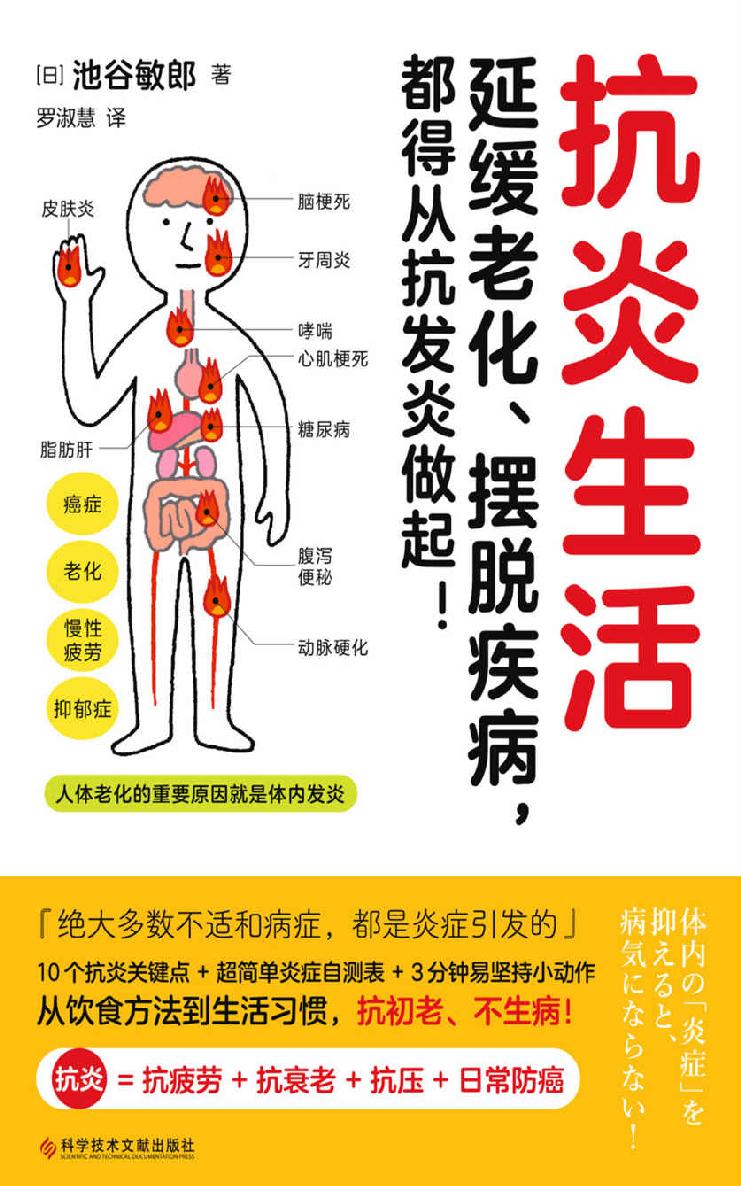 抗炎生活
延缓老化、摆脱疾病，
都得从抗发炎做起！
[日] 池谷敏郎 著
罗淑慧 译
皮肤炎
脑梗死
牙周炎
哮喘
心肌梗死
糖尿病
脂肪肝
腹泻
便秘
动脉硬化
癌症
老化
慢性
疲劳
抑郁症
人体老化的重要原因就是体内发炎
「绝大多数不适和病症，都是炎症引发的」
10个抗炎关键点 + 超简单炎症自测表 + 3分钟易坚持小动作
从饮食方法到生活习惯，抗初老、不生病！
抗炎 = 抗疲劳 + 抗衰老 + 抗压 + 日常防癌
体内の「炎症」を
抑えると、
病気にならない！
科学技术文献出版社
SCIENTIFIC AND TECHNICAL DOCUMENTATION PRESS